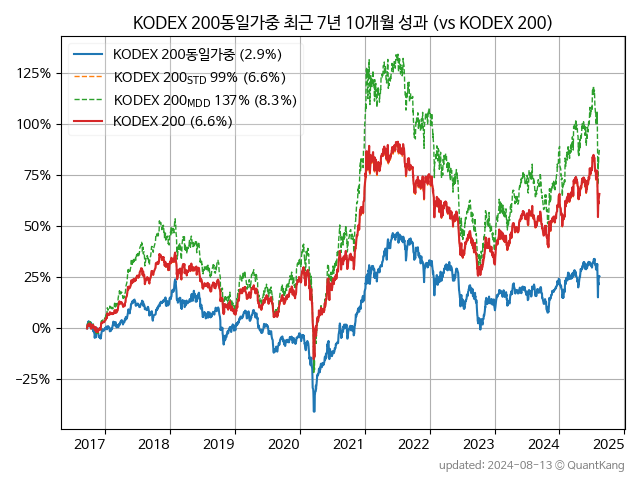 KODEX 200동일가중 최근 7년 10개월 성과 (vs KODEX 200)
KODEX 200동일가중 (2.9%)
KODEX 200STD 99% (6.6%)
KODEX 200MDD 137% (8.3%)
KODEX 200 (6.6%)
125%
100%
75%
50%
25%
0%
−25%
2017 2018 2019 2020 2021 2022 2023 2024 2025
updated: 2024-08-13 ⓒ QuantKang